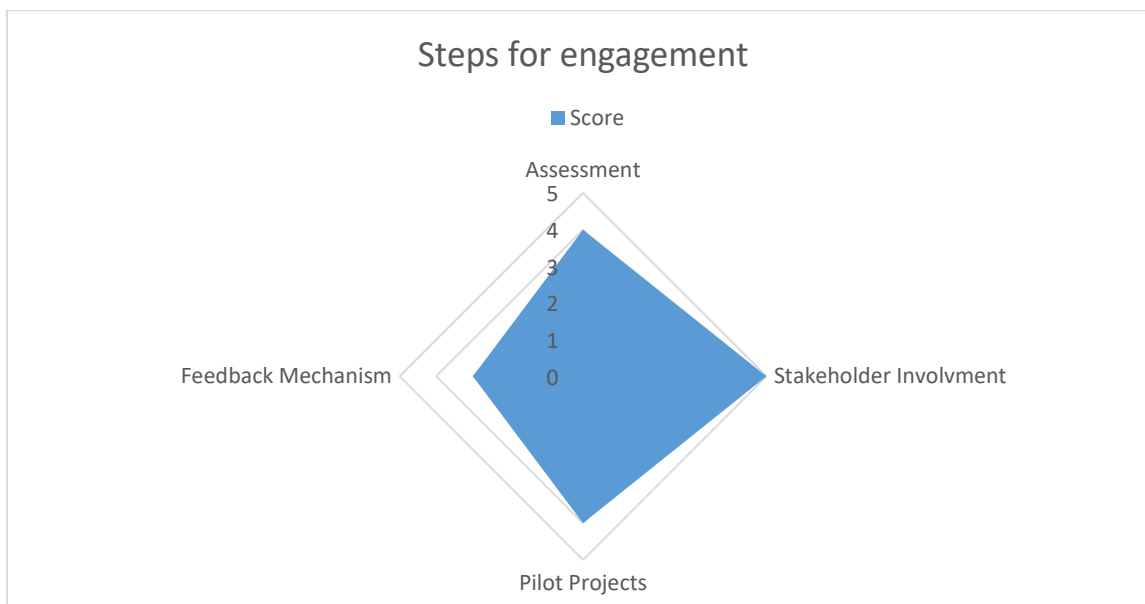 Steps for engagement
Score
Assessment
5
4
3
2
1
0
Feedback Mechanism
Stakeholder Involvment
Pilot Projects